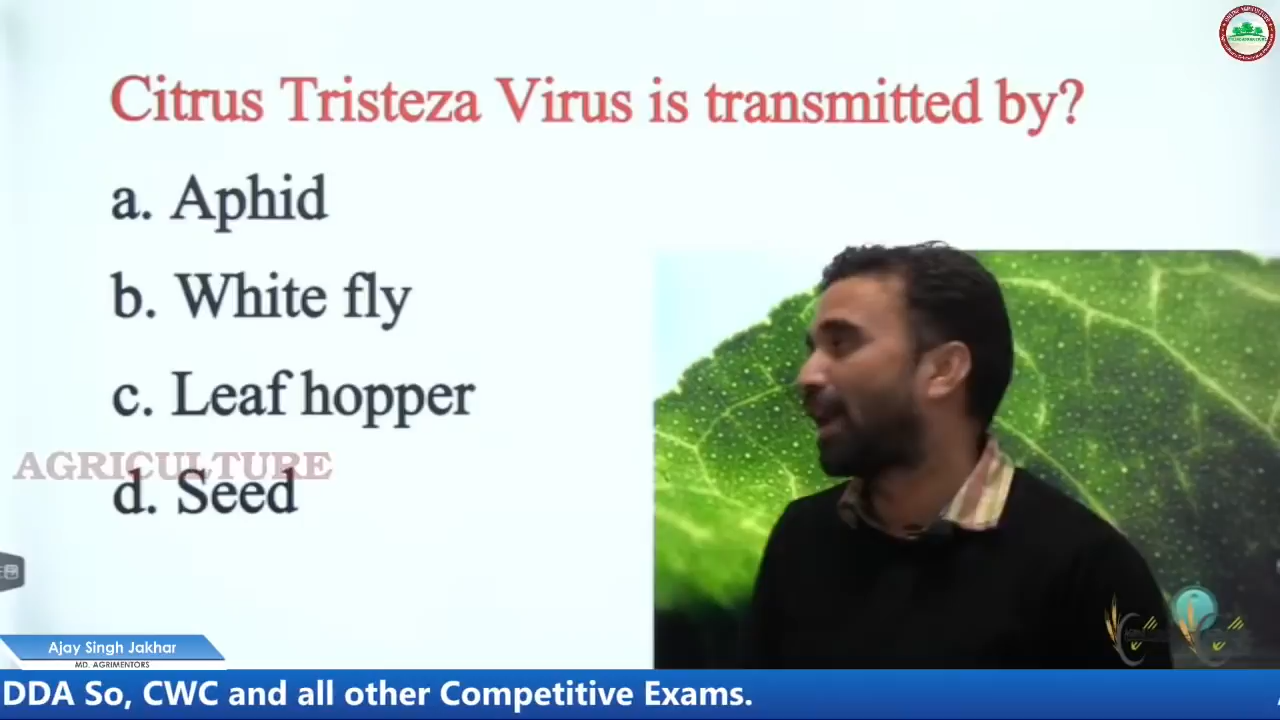 Citrus Tristeza Virus is transmitted by?
a. Aphid
b. White fly
c. Leaf hopper
AGRICULTURE
d. Seed
Ajay Singh Jakhar
MD. AGRIMENTORS
DDA So, CWC and all other Competitive Exams.